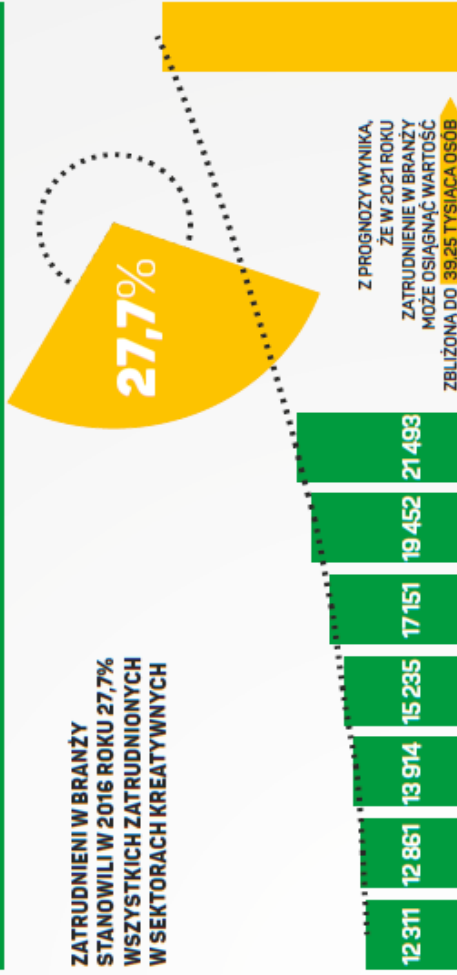 ZATRUDNIENI W BRANŻY
STANOWILI W 2016 ROKU 27,7%
WSZYSTKICH ZATRUDNIONYCH
W SEKTORACH KREATYWNYCH
27,7%
Z PROGNOZY WYNIKA,
ŻE W 2021 ROKU
ZATRUDNIENIE W BRANŻY
MOŻE OSIĄGNĄĆ WARTOŚĆ
ZBLIŻONĄ DO 39,25 TYSIĄCA OSÓB
12 311
12 861
13 914
15 235
17 151
19 452
21 493